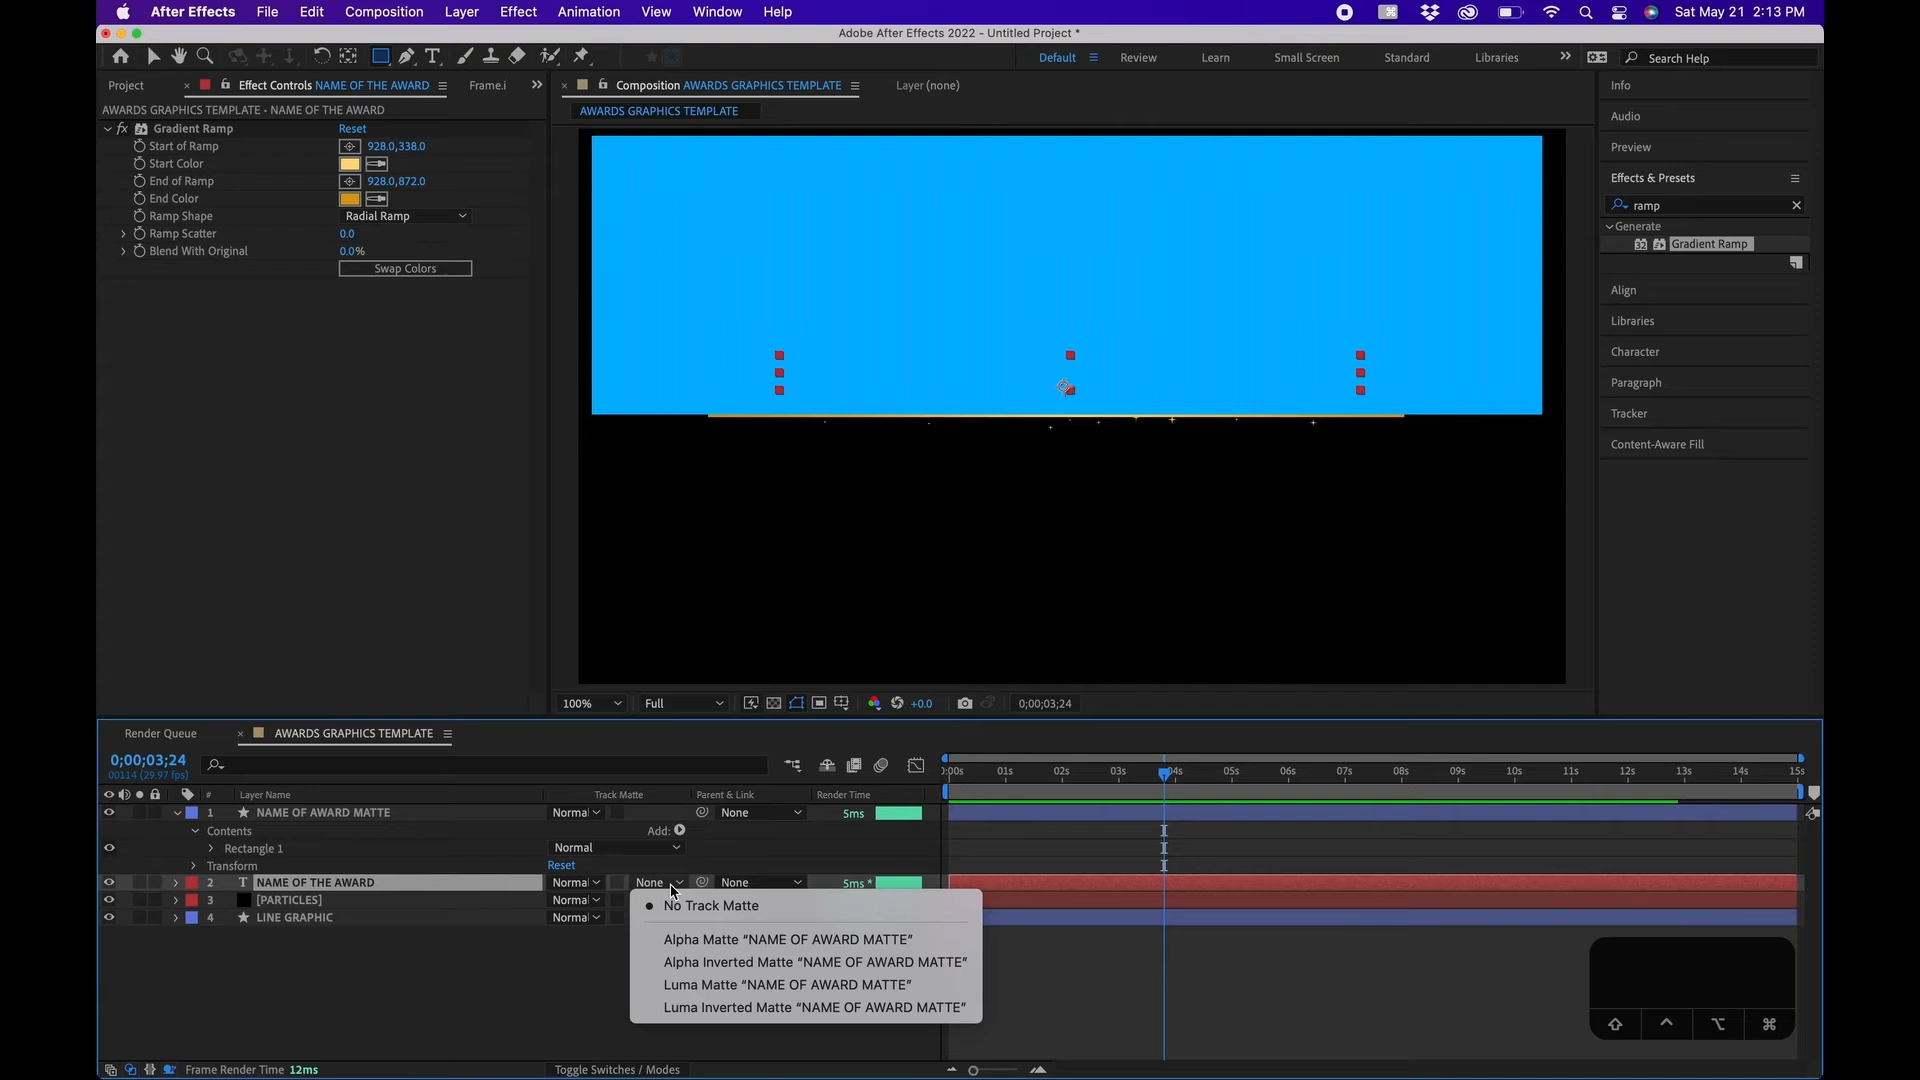 After Effects File Edit Composition Layer Effect Animation View Window Help
Sat May 21 2:13 PM
Adobe After Effects 2022 - Untitled Project *
Default Review Learn Small Screen Standard Libraries Search Help
Project Effect Controls NAME OF THE AWARD Frame.i
AWARDS GRAPHICS TEMPLATE • NAME OF THE AWARD
fx Gradient Ramp Reset
Start of Ramp 928.0,338.0
Start Color
End of Ramp 928.0,872.0
End Color
Ramp Shape Radial Ramp
Ramp Scatter 0.0
Blend With Original 0.0%
Swap Colors
Composition AWARDS GRAPHICS TEMPLATE Layer (none)
AWARDS GRAPHICS TEMPLATE
Info
Audio
Preview
Effects & Presets
ramp
Generate
32 Gradient Ramp
Align
Libraries
Character
Paragraph
Tracker
Content-Aware Fill
100% Full +0.0 0;00;03;24
Render Queue AWARDS GRAPHICS TEMPLATE
0;00;03;24
00114 (29.97 fps)
:00s 01s 02s 03s 04s 05s 06s 07s 08s 09s 10s 11s 12s 13s 14s 15s
# Layer Name Track Matte Parent & Link Render Time
1 NAME OF AWARD MATTE Norma None 5ms
Contents Add:
Rectangle 1 Normal
Transform Reset
2 T NAME OF THE AWARD Norma None None 5ms *
3 [PARTICLES] Norma
4 LINE GRAPHIC Norma
No Track Matte
Alpha Matte “NAME OF AWARD MATTE”
Alpha Inverted Matte “NAME OF AWARD MATTE”
Luma Matte “NAME OF AWARD MATTE”
Luma Inverted Matte “NAME OF AWARD MATTE”
Frame Render Time 12ms Toggle Switches / Modes